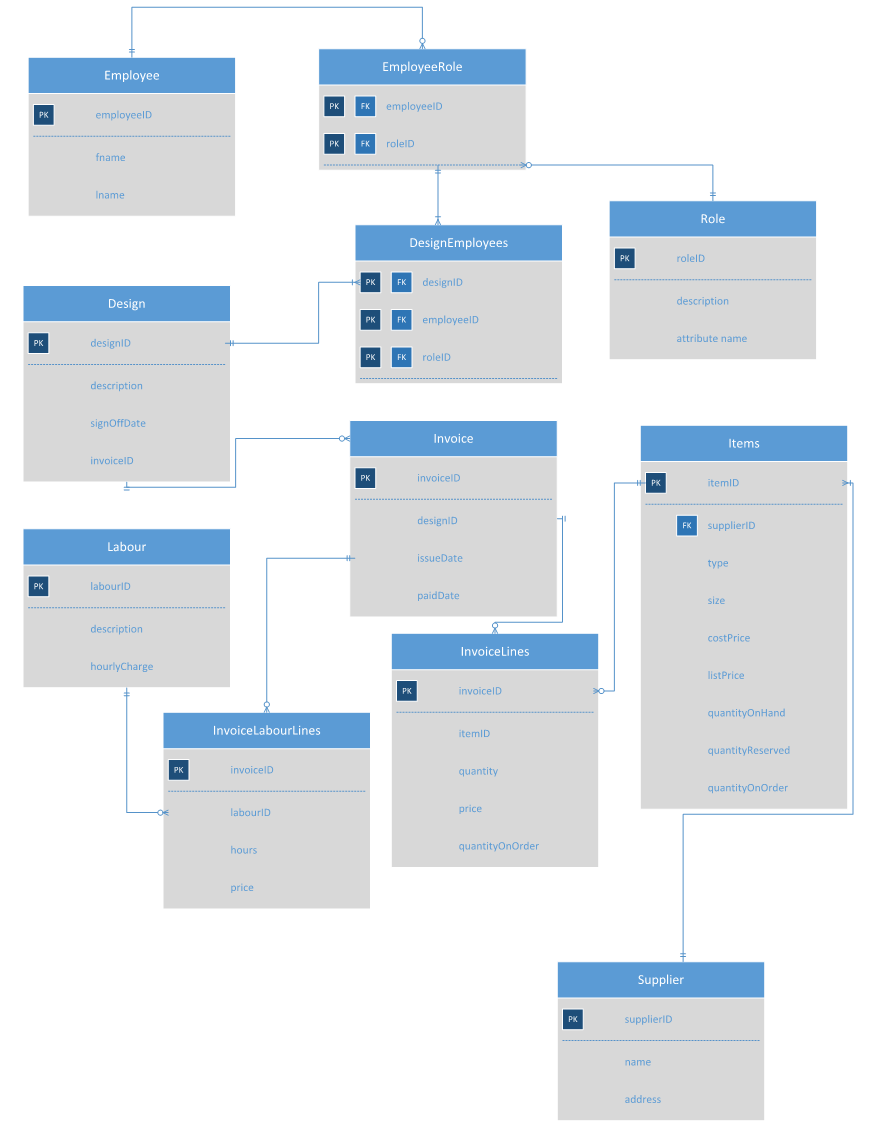 Employee
PK employeeID
fname
lname
EmployeeRole
PK FK employeeID
PK FK roleID
Role
PK roleID
description
attribute name
DesignEmployees
PK FK designID
PK FK employeeID
PK FK roleID
Design
PK designID
description
signOffDate
invoiceID
Invoice
PK invoiceID
designID
issueDate
paidDate
Items
PK itemID
FK supplierID
type
size
costPrice
listPrice
quantityOnHand
quantityReserved
quantityOnOrder
Labour
PK labourID
description
hourlyCharge
InvoiceLines
PK invoiceID
itemID
quantity
price
quantityOnOrder
InvoiceLabourLines
PK invoiceID
labourID
hours
price
Supplier
PK supplierID
name
address